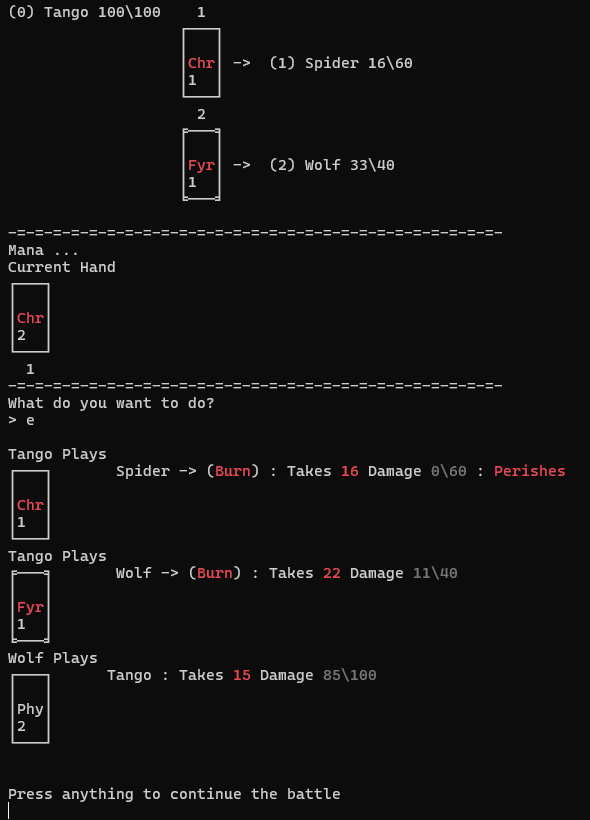 (0) Tango 100\100    1
Chr ->  (1) Spider 16\60
1
2
Fyr ->  (2) Wolf 33\40
1
-=-=-=-=-=-=-=-=-=-=-=-=-=-=-=-=-=-=-=-=-=-=-=-=-=-=-=-
Mana ...
Current Hand
Chr
2
1
-=-=-=-=-=-=-=-=-=-=-=-=-=-=-=-=-=-=-=-=-=-=-=-=-=-=-=-
What do you want to do?
> e
Tango Plays
Spider -> (Burn) : Takes 16 Damage 0\60 : Perishes
Chr
1
Tango Plays
Wolf -> (Burn) : Takes 22 Damage 11\40
Fyr
1
Wolf Plays
Tango : Takes 15 Damage 85\100
Phy
2
Press anything to continue the battle